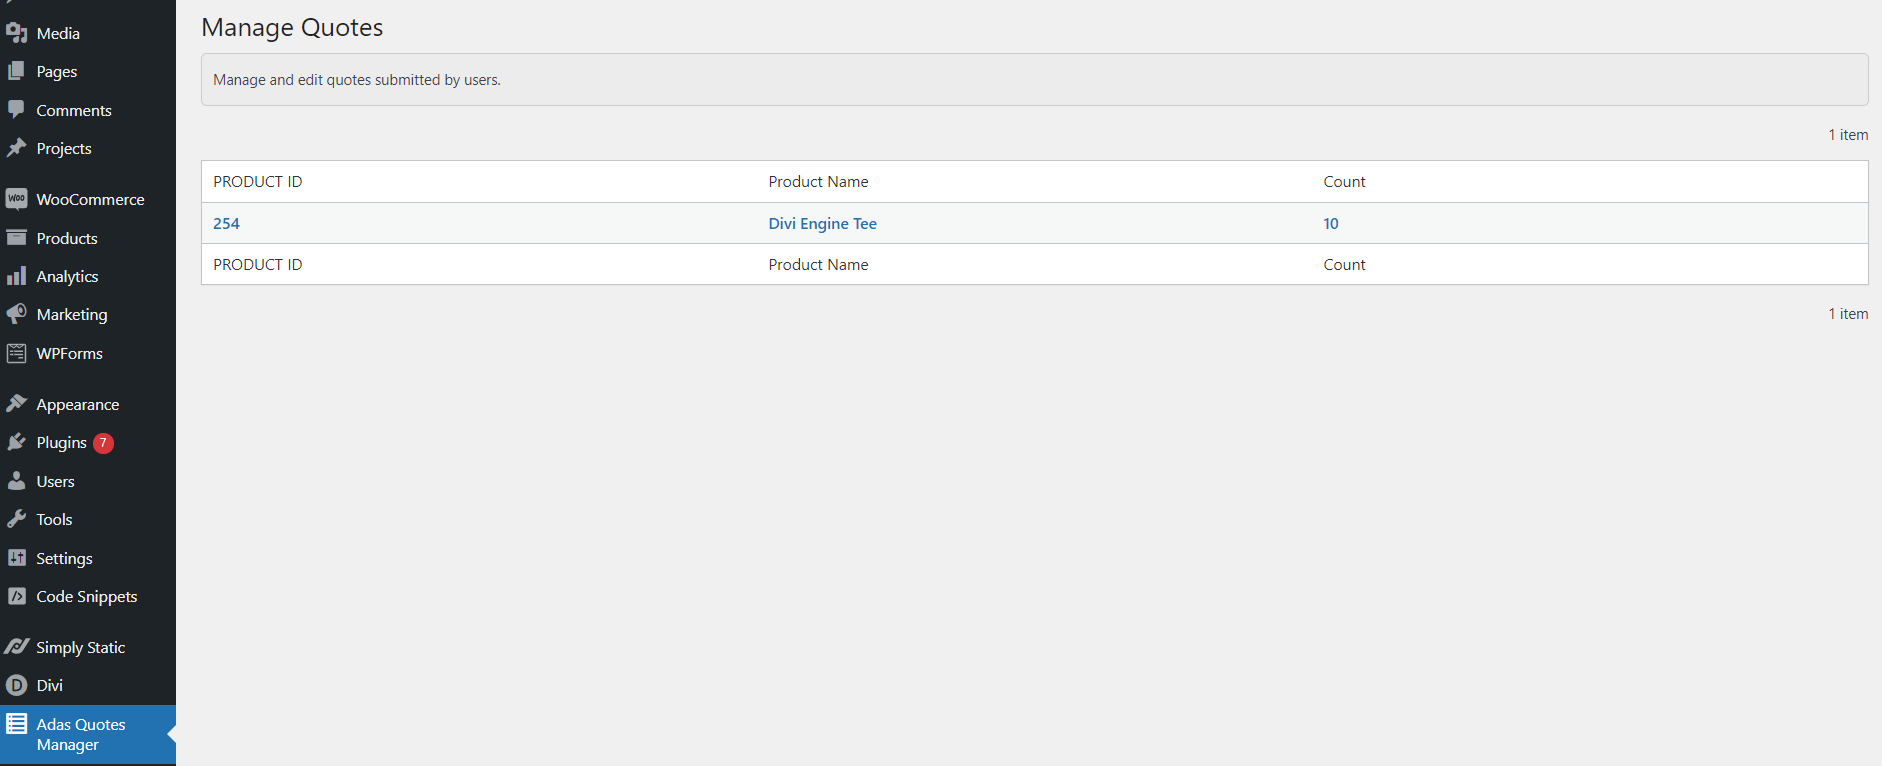 Media
Pages
Comments
Projects
WooCommerce
Products
Analytics
Marketing
WPForms
Appearance
Plugins 7
Users
Tools
Settings
Code Snippets
Simply Static
Divi
Adas Quotes
Manager
Manage Quotes
Manage and edit quotes submitted by users.
1 item
PRODUCT ID Product Name Count
254 Divi Engine Tee 10
PRODUCT ID Product Name Count
1 item